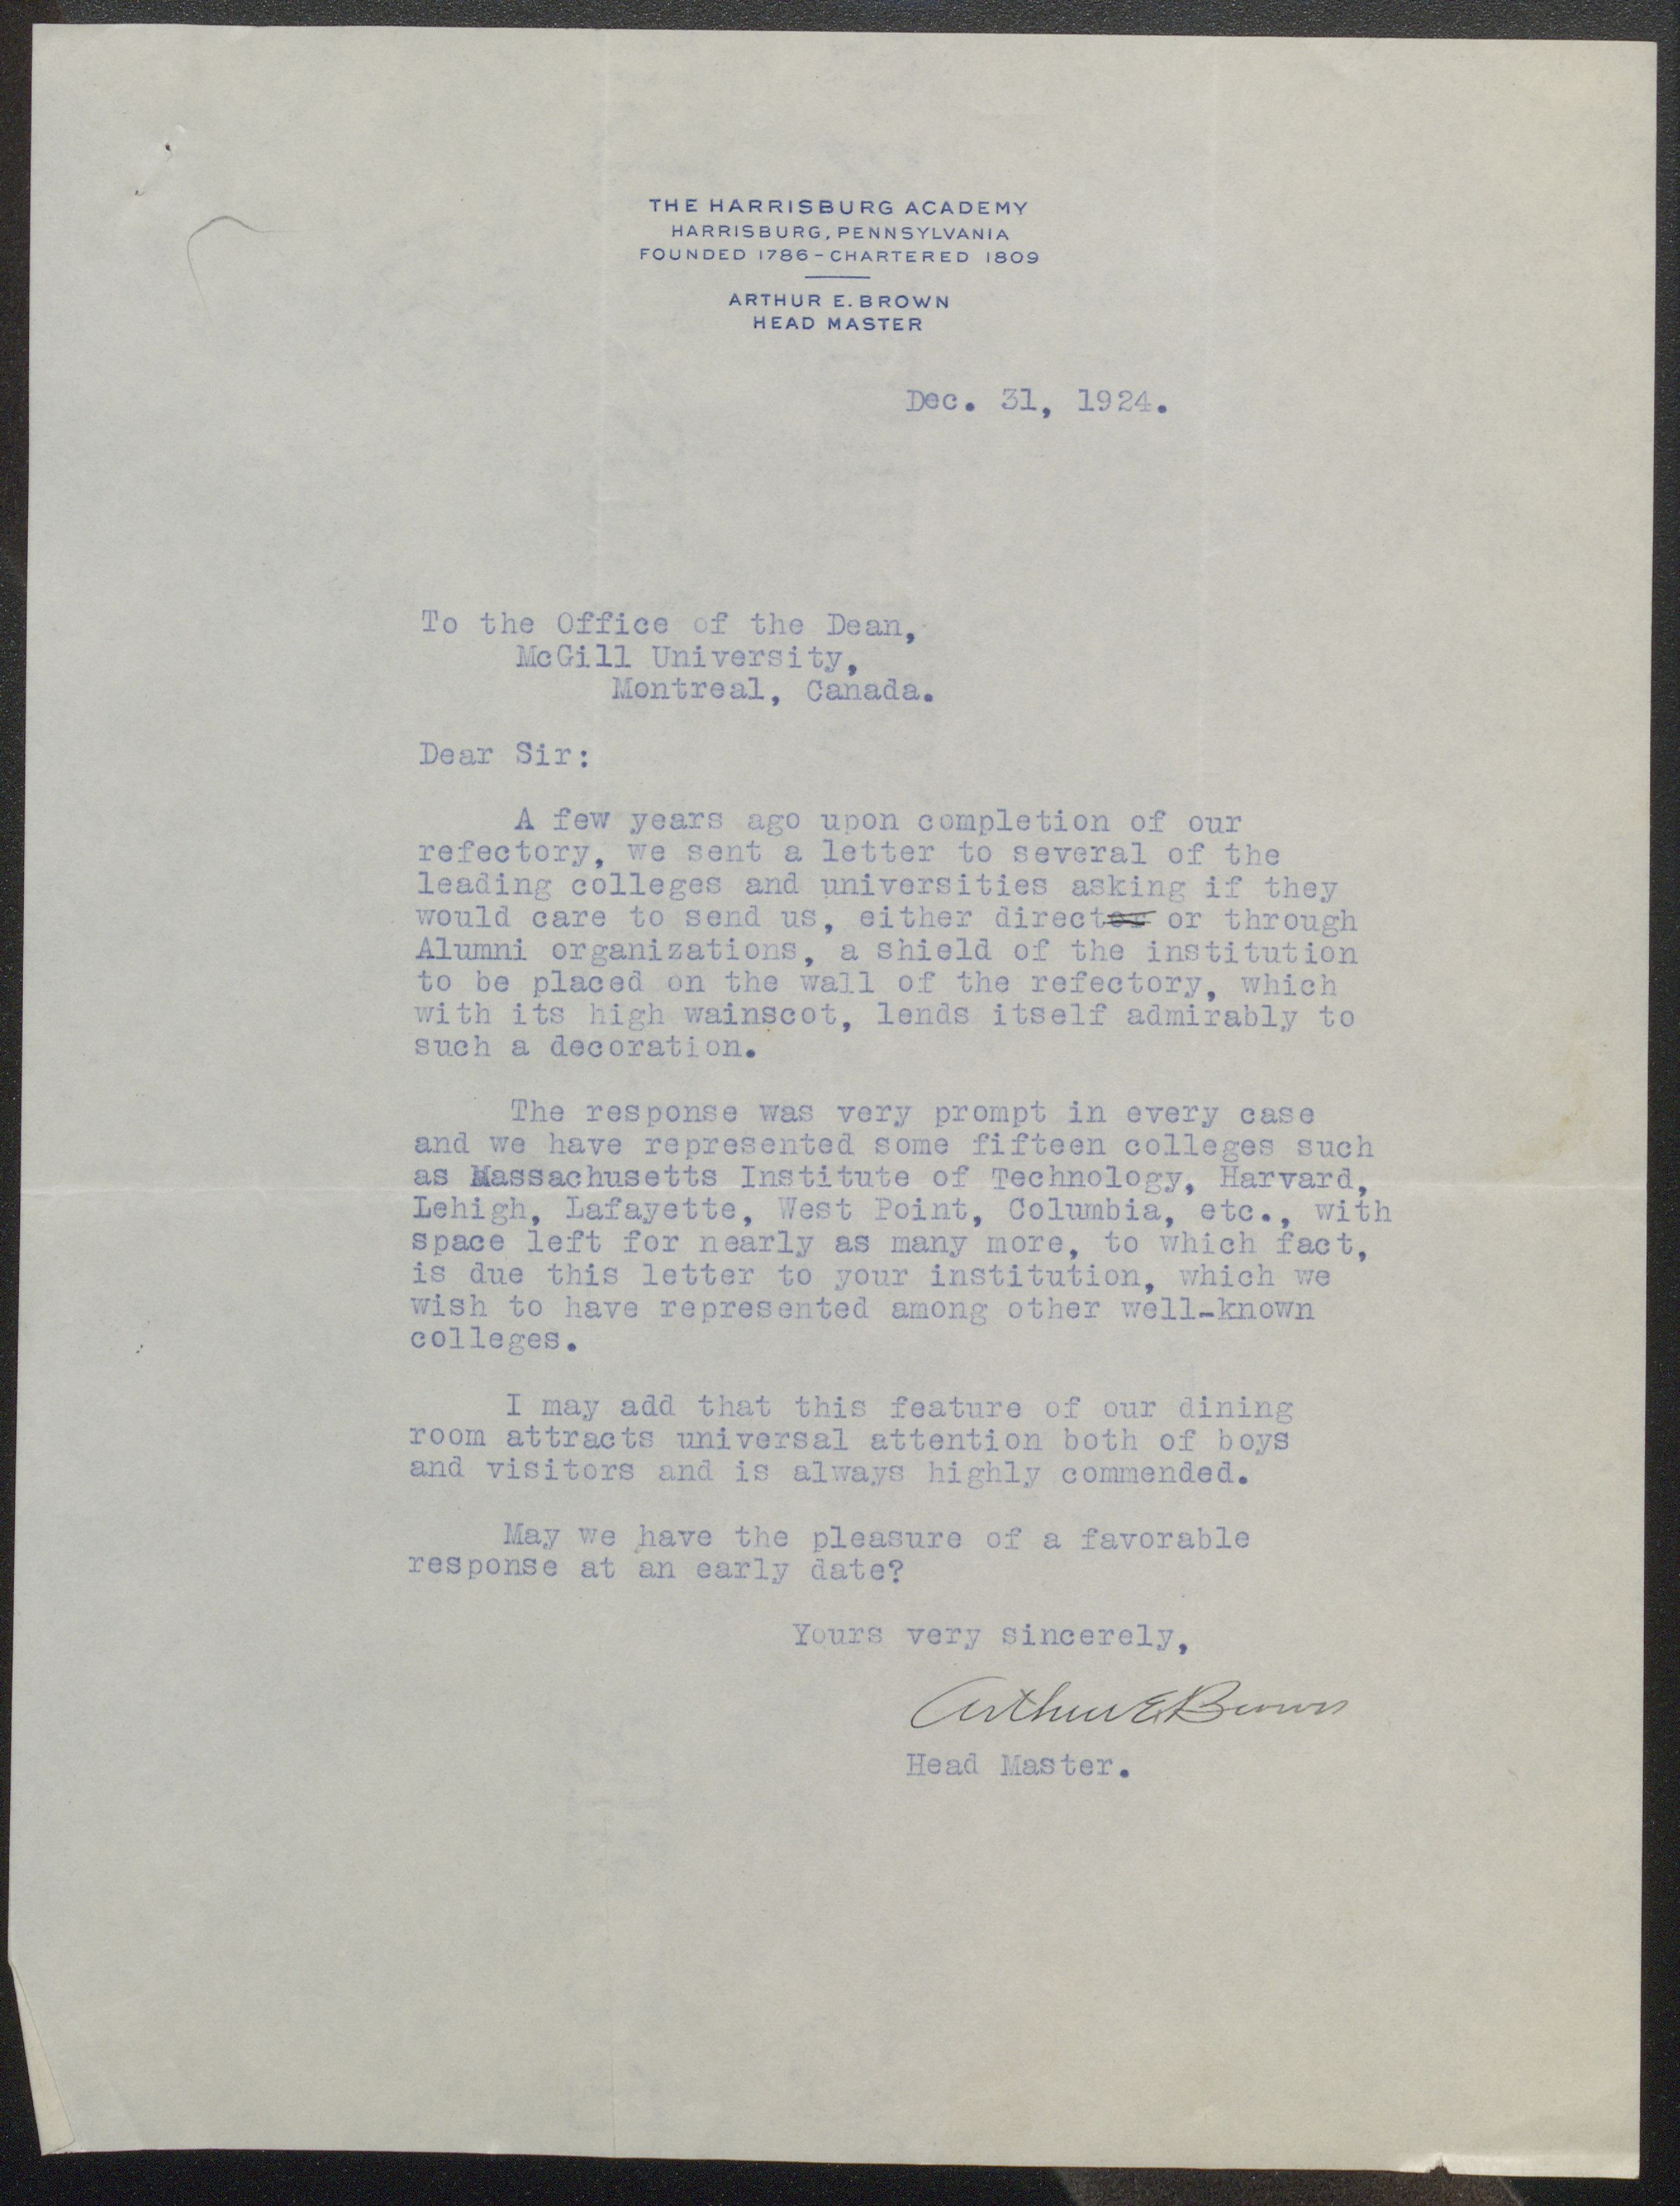 THE HARRISBURG ACADEMY
HARRISBURG, PENNSYLVANIA
FOUNDED 1786 - CHARTERED 1809
ARTHUR E. BROWN
HEAD MASTER
Dec. 31, 1924.
To the Office of the Dean,
McGill University,
Montreal, Canada.
Dear Sir:
A few years ago upon completion of our
refectory, we sent a letter to several of the
leading colleges and universities asking if they
would care to send us, either direct or through
Alumni organizations, a shield of the institution
to be placed on the wall of the refectory, which
with its high wainscot, lends itself admirably to
such a decoration.
The response was very prompt in every case
and we have represented some fifteen colleges such
as Massachusetts Institute of Technology, Harvard,
Lehigh, Lafayette, West Point, Columbia, etc., with
space left for nearly as many more, to which fact,
is due this letter to your institution, which we
wish to have represented among other well-known
colleges.
I may add that this feature of our dining
room attracts universal attention both of boys
and visitors and is always highly commended.
May we have the pleasure of a favorable
response at an early date?
Yours very sincerely,
Arthur E. Brown
Head Master.